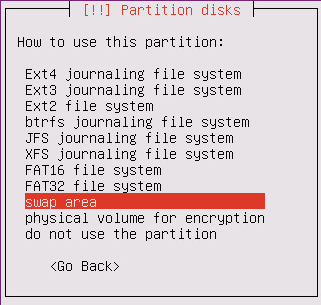 [!!] Partition disks
How to use this partition:
Ext4 journaling file system
Ext3 journaling file system
Ext2 file system
btrfs journaling file system
JFS journaling file system
XFS journaling file system
FAT16 file system
FAT32 file system
swap area
physical volume for encryption
do not use the partition
<Go Back>